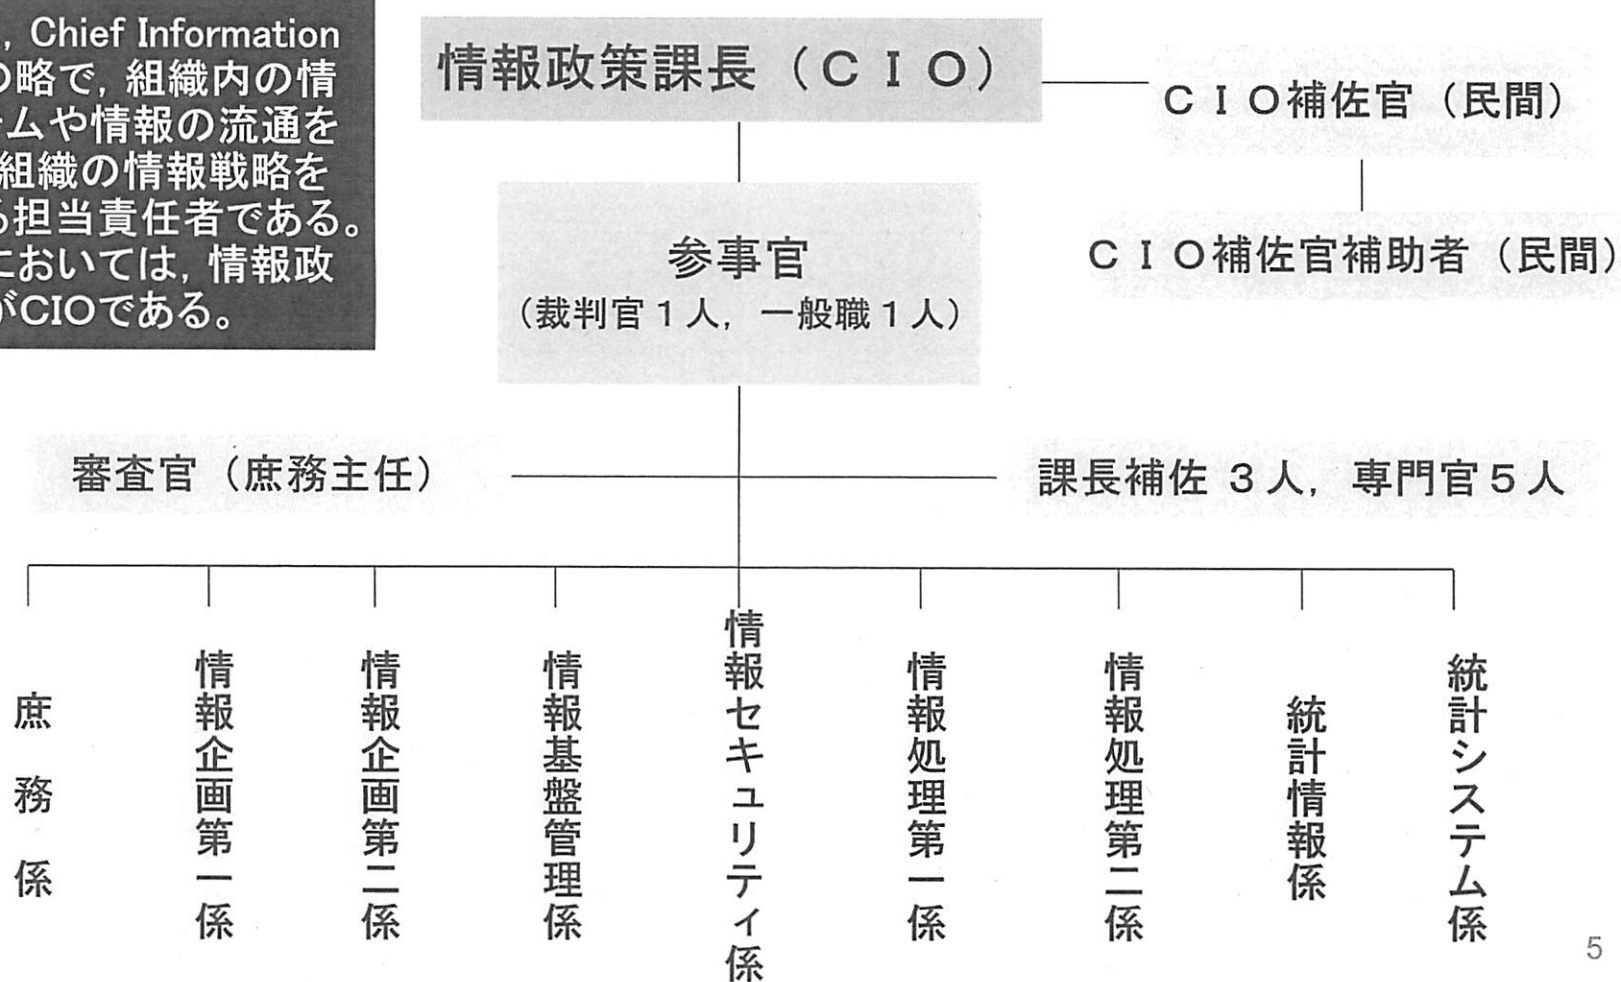 , Chief Information
の略で, 組織内の情
テムや情報の流通を
組織の情報戦略を
る担当責任者である。
においては, 情報政
がCIOである。
情報政策課長（ＣＩＯ）
ＣＩＯ補佐官（民間）
参事官
（裁判官１人，一般職１人）
ＣＩＯ補佐官補助者（民間）
審査官（庶務主任）
課長補佐 ３人，専門官５人
庶務係
情報企画第一係
情報企画第二係
情報基盤管理係
情報セキュリティ係
情報処理第一係
情報処理第二係
統計情報係
統計システム係
5